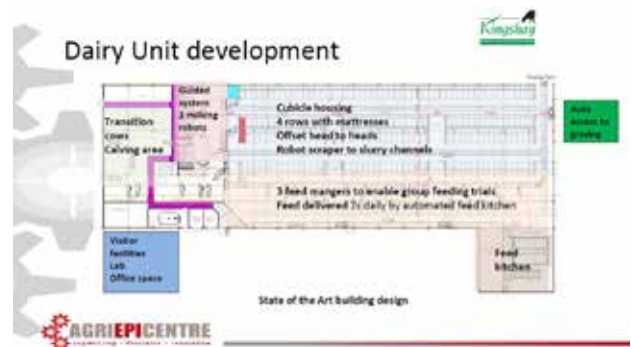 Kingshay
Dairy Unit development
Guided
system
2 milking
robots
Transition
cows
Calving area
Cubicle housing
4 rows with mattresses
Offset head to heads
Robot scraper to slurry channels
Auto
access to
grazing
3 feed mangers to enable group feeding trials
Feed delivered 7x daily by automated feed kitchen
Visitor
facilities
Lab
Office space
Feed
kitchen
State of the Art building design
AGRIEPICENTRE